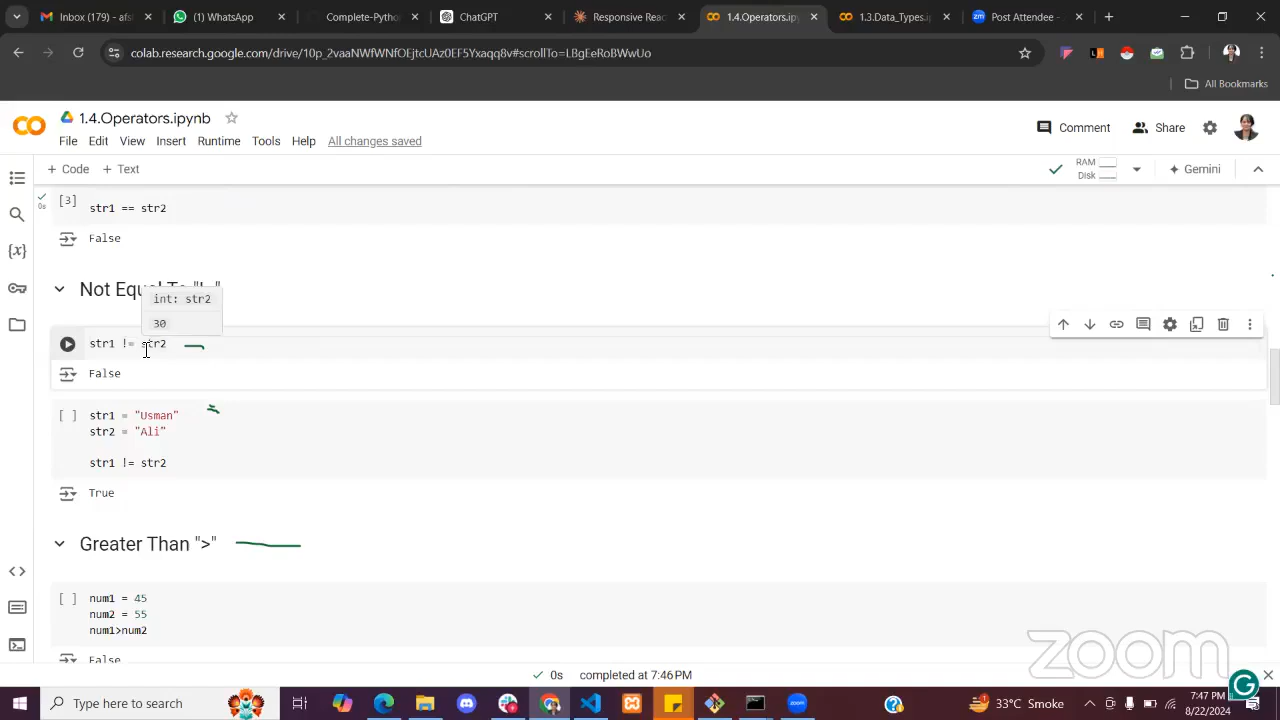 Inbox (179) - afst
(1) WhatsApp
Complete-Pytho
ChatGPT
Responsive Rea
1.4.Operators.ipy
1.3.Data_Types.i
Post Attendee -
colab.research.google.com/drive/10p_2vaaNWfWNfOEjtcUAz0EF5Yxaqq8v#scrollTo=LBgEeRoBWwUo
All Bookmarks
1.4.Operators.ipynb
File Edit View Insert Runtime Tools Help All changes saved
Comment Share
+ Code + Text
RAM
Disk
Gemini
[3]
0s
str1 == str2
False
Not Equal To
int: str2
30
str1 != str2
False
[ ]
str1 = "Usman"
str2 = "Ali"
str1 != str2
True
Greater Than ">"
[ ]
num1 = 45
num2 = 55
num1>num2
False
zoom
0s completed at 7:46 PM
Type here to search
33°C Smoke
7:47 PM
8/22/2024